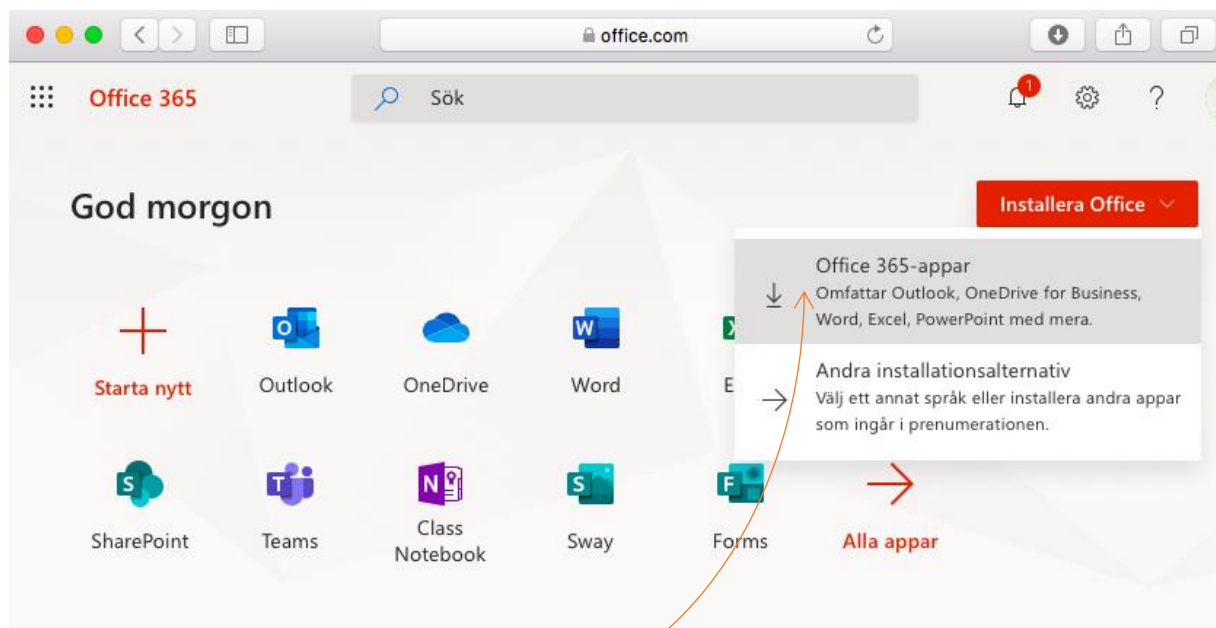 office.com
Office 365
Sök
1
God morgon
Installera Office
Office 365-appar
Omfattar Outlook, OneDrive for Business,
Word, Excel, PowerPoint med mera.
Andra installationsalternativ
Välj ett annat språk eller installera andra appar
som ingår i prenumerationen.
Starta nytt
Outlook
OneDrive
Word
E
SharePoint
Teams
Class
Notebook
Sway
Forms
Alla appar